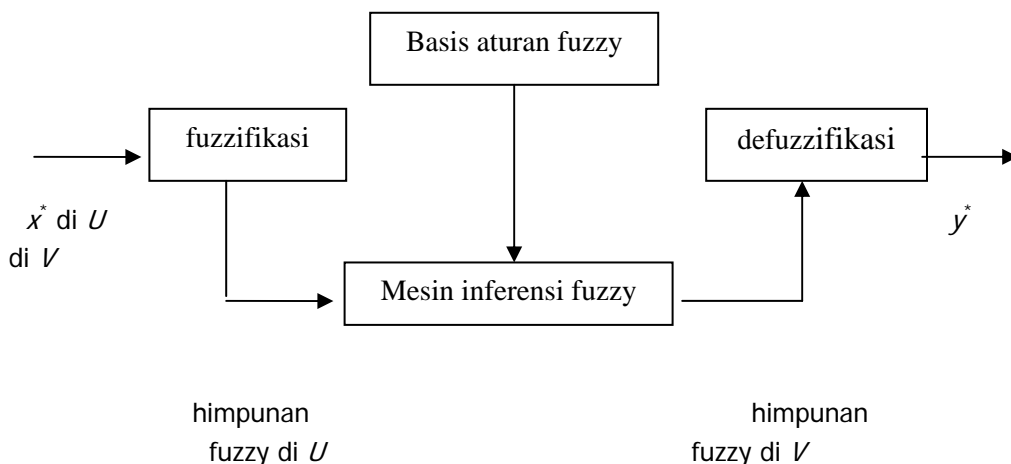 Basis aturan fuzzy
fuzzifikasi
defuzzifikasi
x* di U
y*
di V
Mesin inferensi fuzzy
himpunan
fuzzy di U
himpunan
fuzzy di V